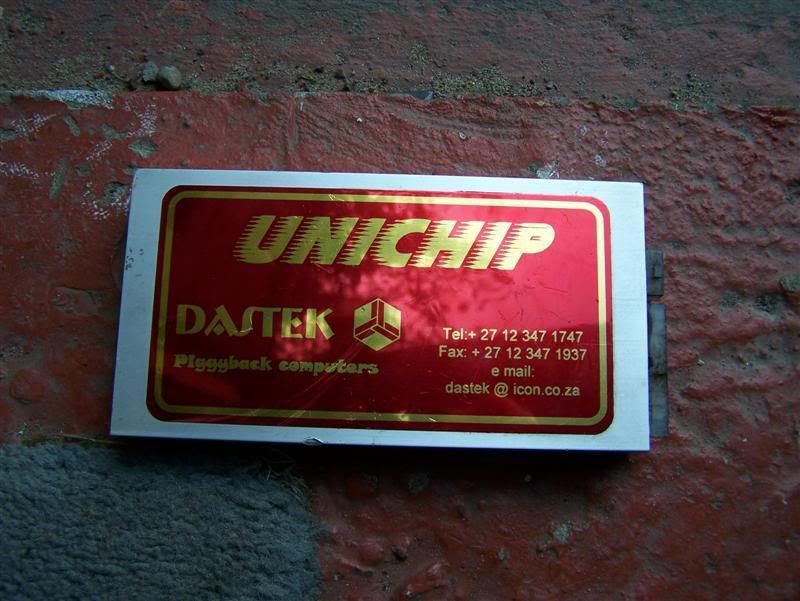 UNICHIP
DASTEK
Piggyback computers
Tel:+ 27 12 347 1747
Fax: + 27 12 347 1937
e mail:
dastek @ icon.co.za